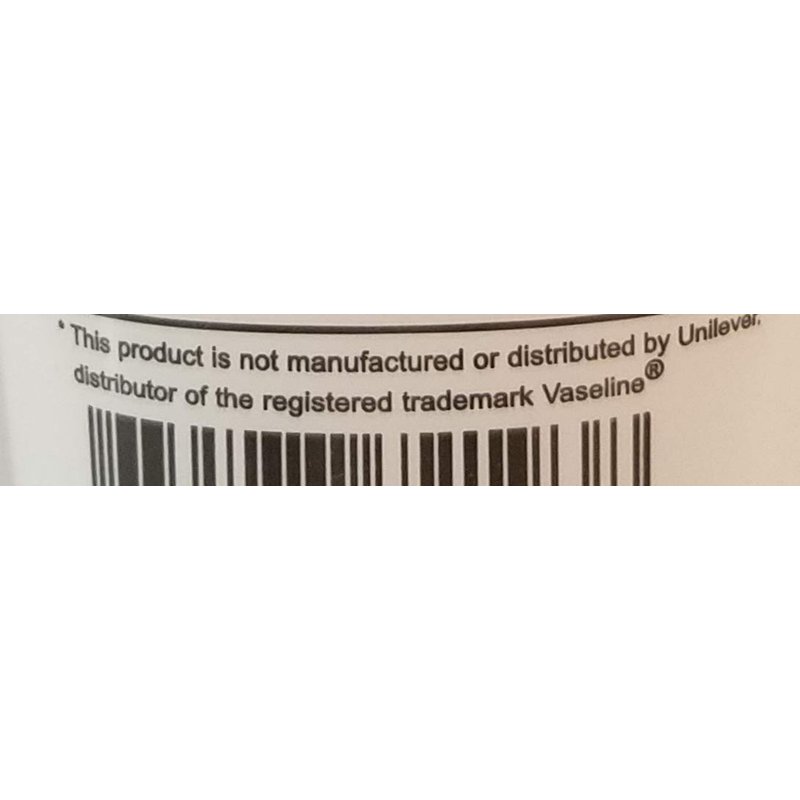 * This product is not manufactured or distributed by Unilever,
distributor of the registered trademark Vaseline®